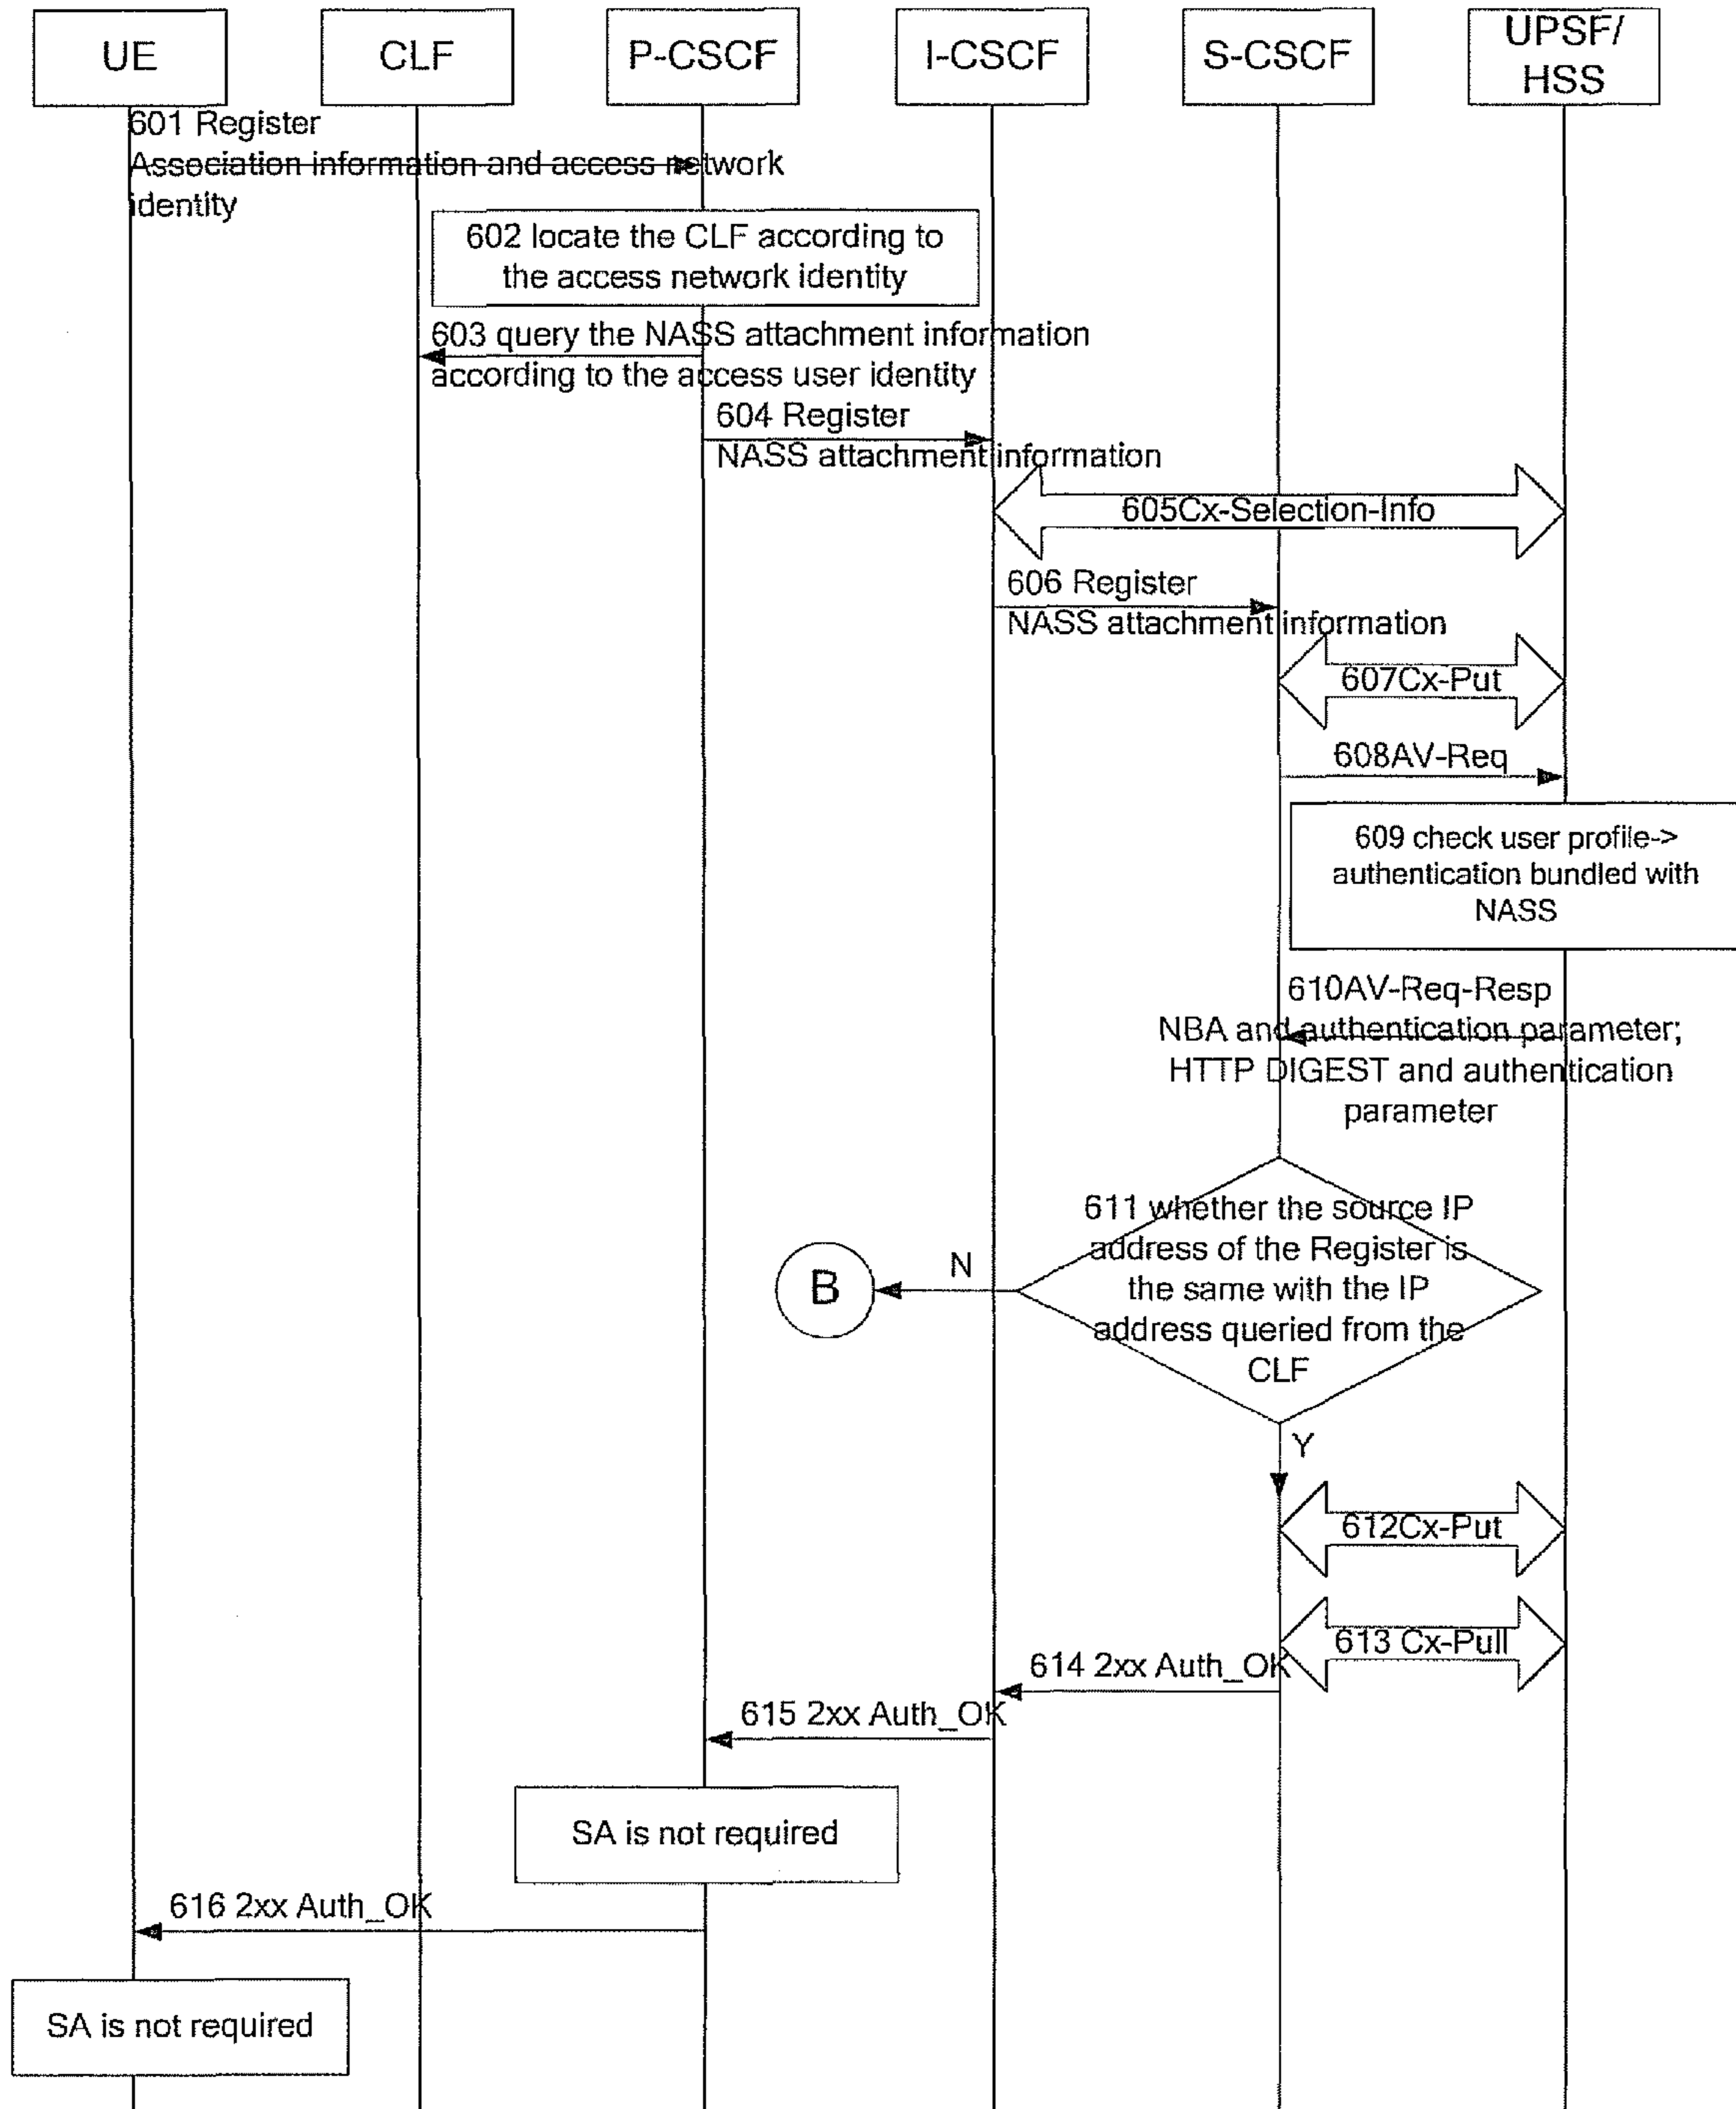 UE
CLF
P-CSCF
I-CSCF
S-CSCF
UPSF/
HSS
601 Register
Association information and access network
identity
602 locate the CLF according to
the access network identity
603 query the NASS attachment information
according to the access user identity
604 Register
NASS attachment information
605Cx-Selection-Info
606 Register
NASS attachment information
607Cx-Put
608AV-Req
609 check user profile->
authentication bundled with
NASS
610AV-Req-Resp
NBA and authentication parameter;
HTTP DIGEST and authentication
parameter
611 whether the source IP
address of the Register is
the same with the IP
address queried from the
CLF
N
B
Y
612Cx-Put
613 Cx-Pull
614 2xx Auth_OK
615 2xx Auth_OK
SA is not required
616 2xx Auth_OK
SA is not required